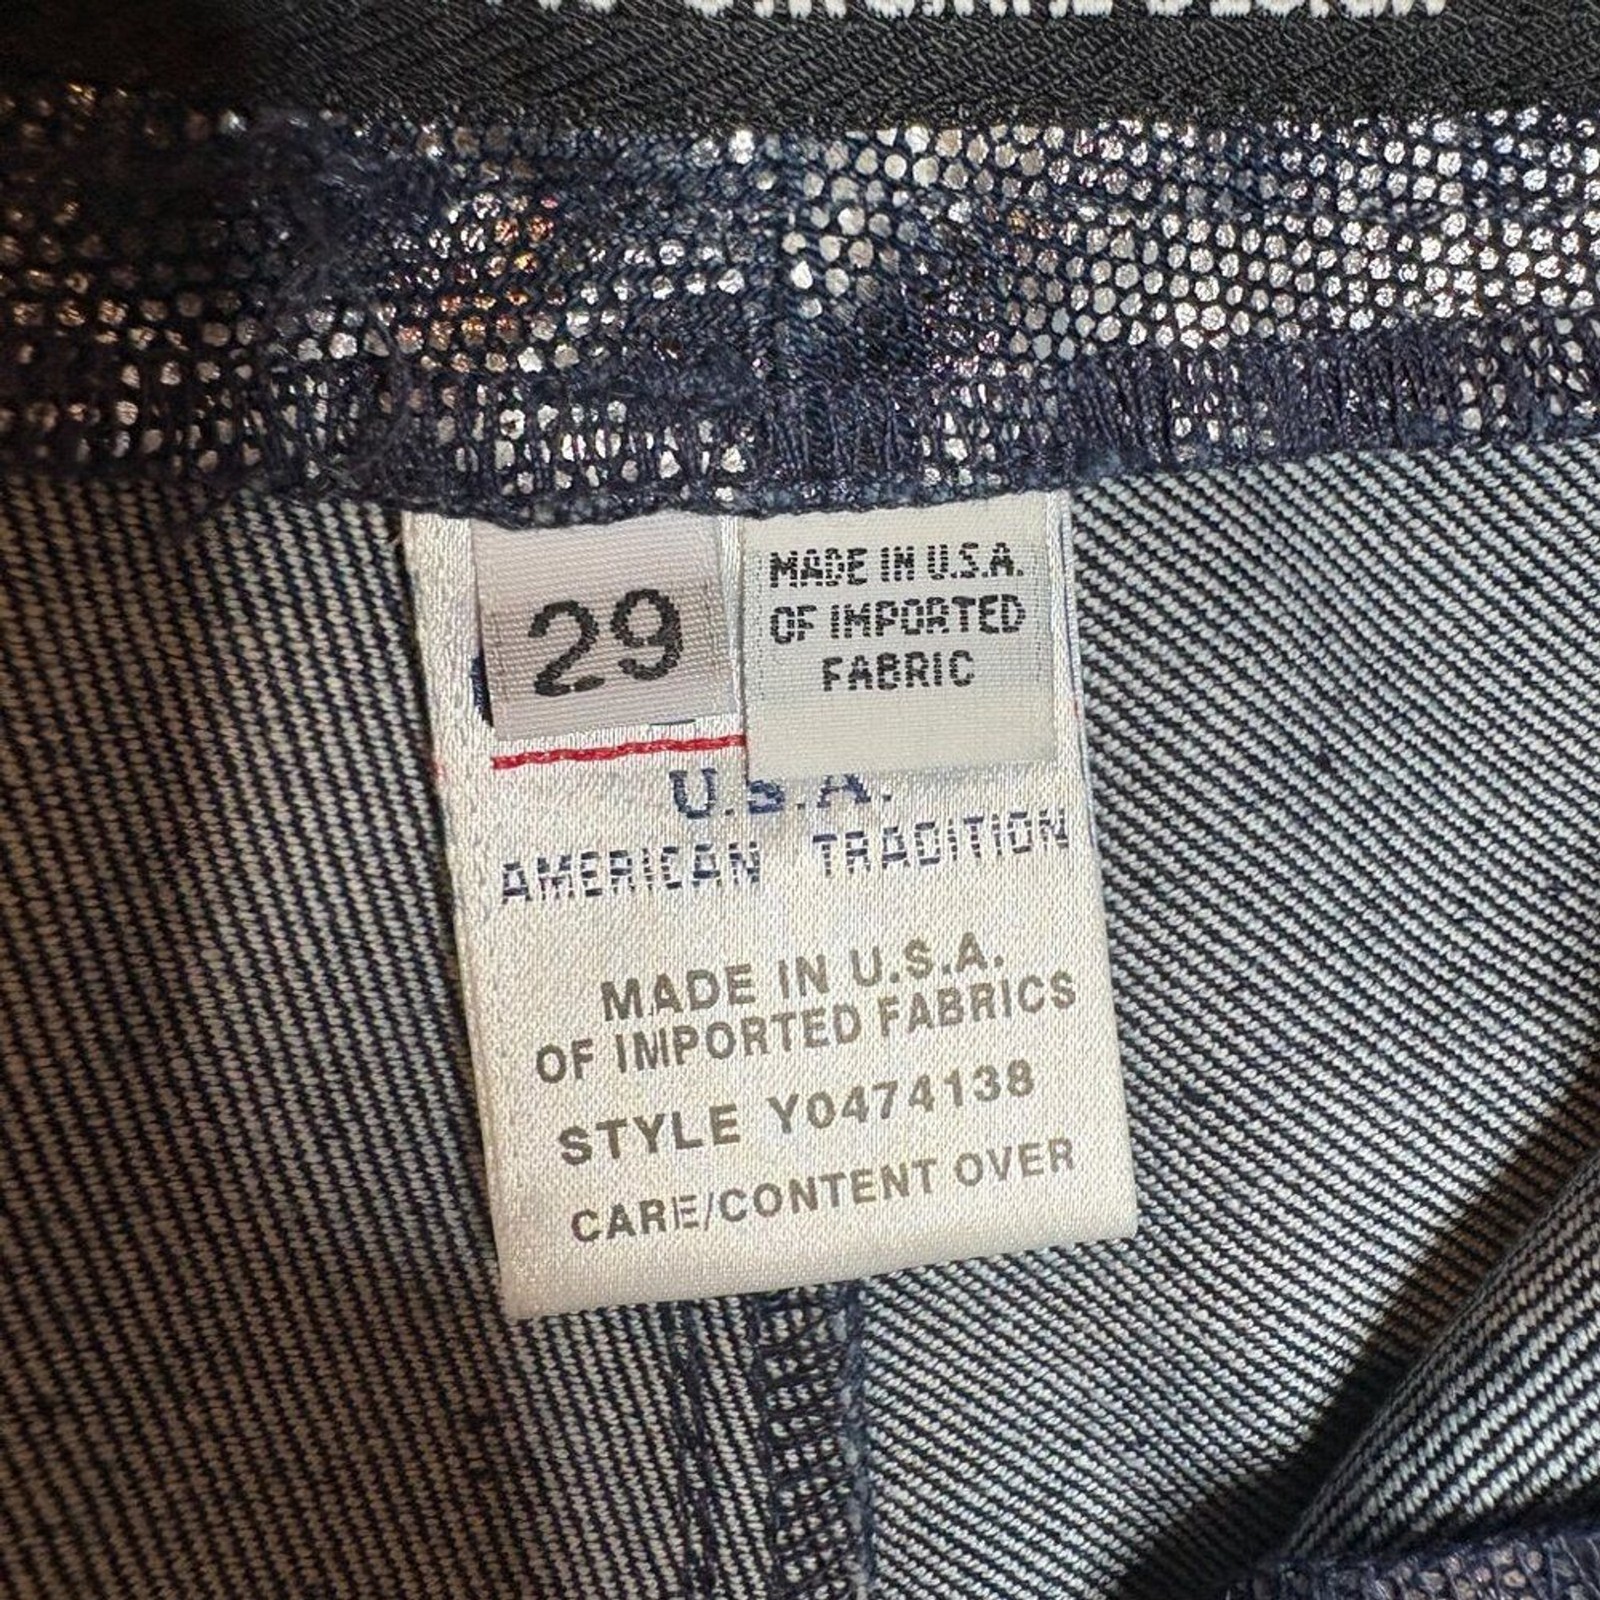 29
MADE IN U.S.A.
OF IMPORTED
FABRIC
U.S.A.
AMERICAN TRADITION
MADE IN U.S.A.
OF IMPORTED FABRICS
STYLE Y0474138
CARE/CONTENT OVER